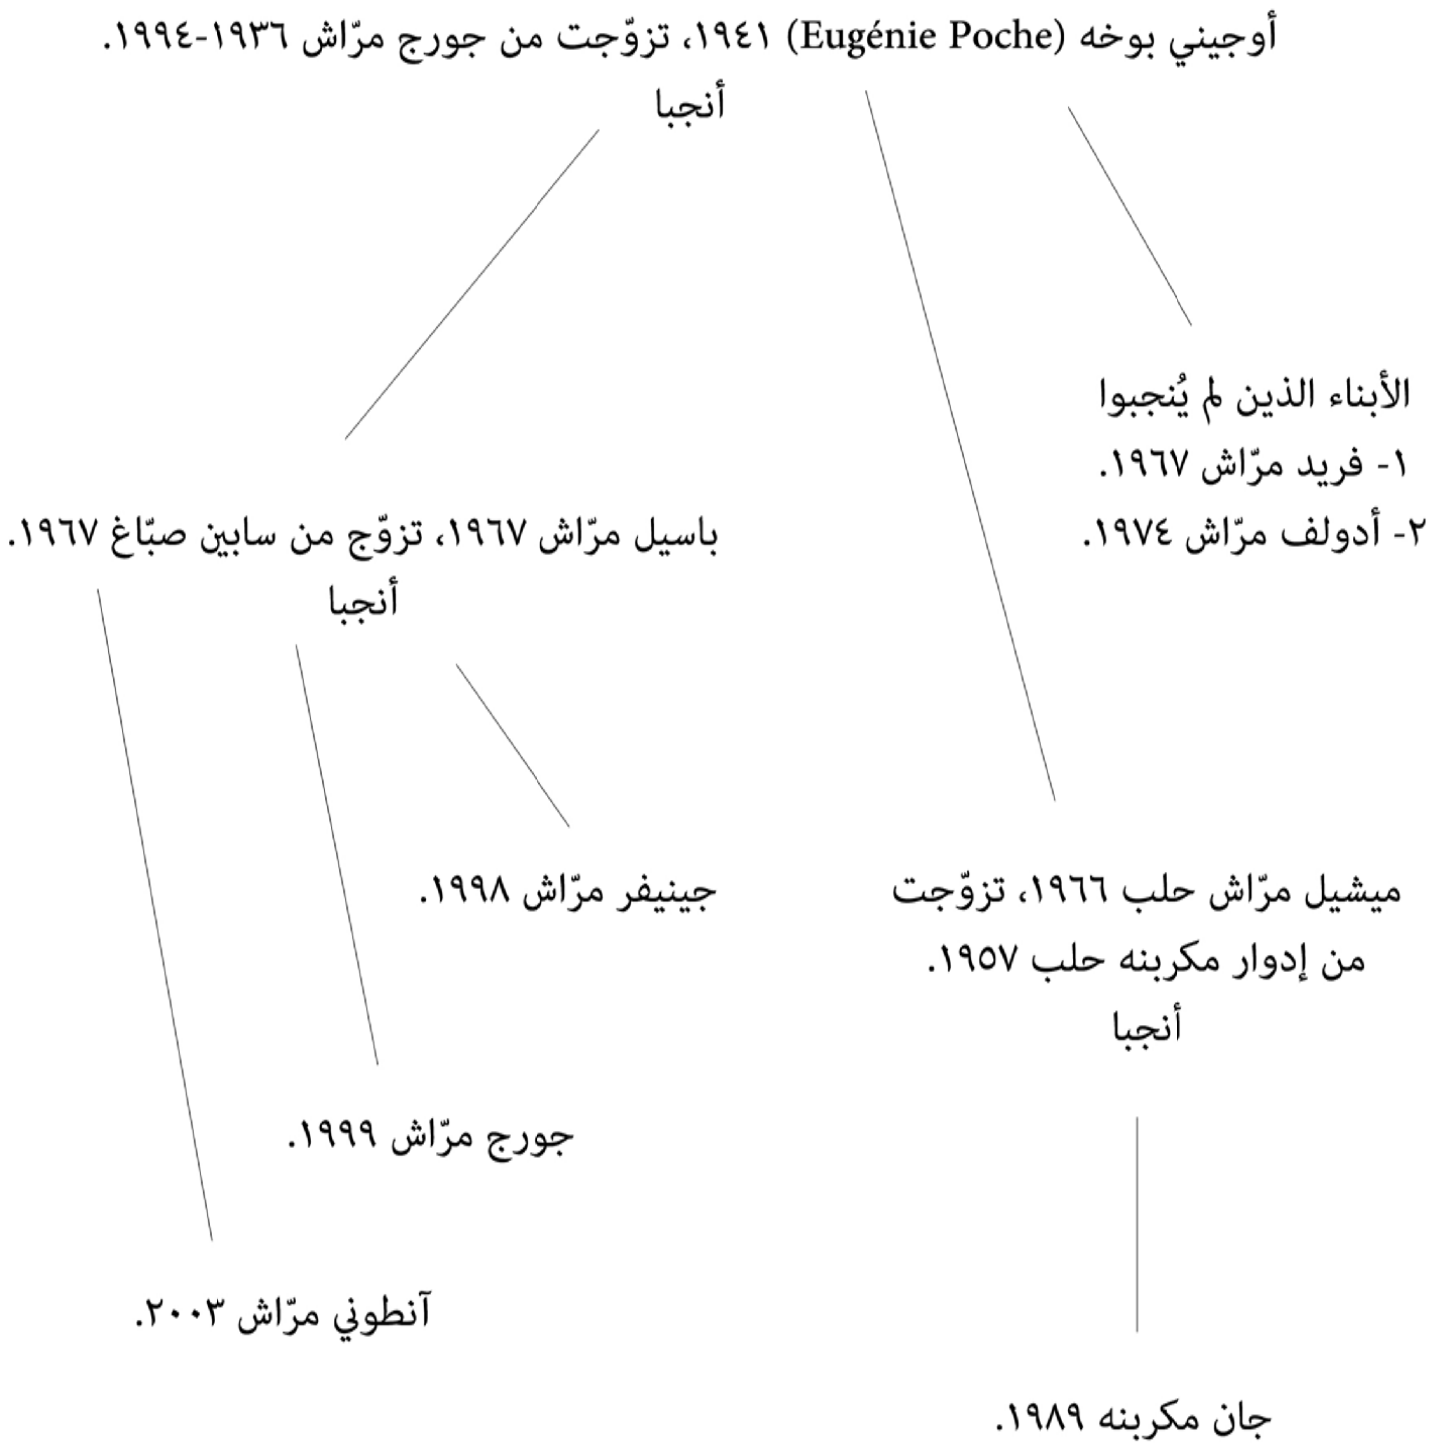 أوجيني بوخه (Eugénie Poche) ١٩٤١، تزوّجت من جورج مرّاش ١٩٣٦-١٩٩٤.
أنجبا
الأبناء الذين لم يُنجبوا
١- فريد مرّاش ١٩٦٧.
٢- أدولف مرّاش ١٩٧٤.
باسيل مرّاش ١٩٦٧، تزوّج من سابين صبّاغ ١٩٦٧.
أنجبا
ميشيل مرّاش حلب ١٩٦٦، تزوّجت
من إدوار مكربنه حلب ١٩٥٧.
أنجبا
جينيفر مرّاش ١٩٩٨.
جورج مرّاش ١٩٩٩.
آنطوني مرّاش ٢٠٠٣.
جان مكربنه ١٩٨٩.